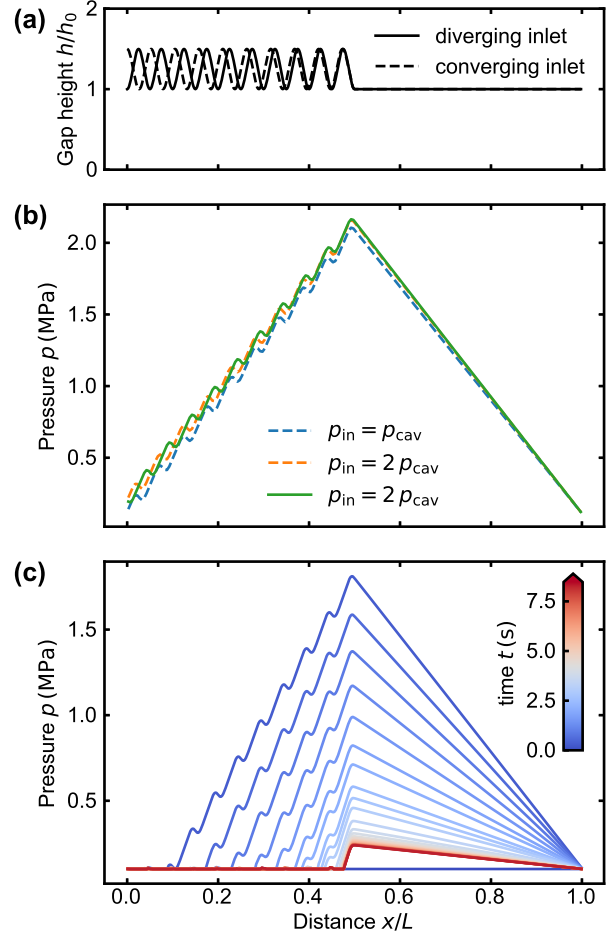 (a)
Gap height h/h₀
2
1
0
diverging inlet
converging inlet
(b)
Pressure p (MPa)
2.0
1.5
1.0
0.5
p_in = p_cav
p_in = 2 p_cav
p_in = 2 p_cav
(c)
Pressure p (MPa)
1.5
1.0
0.5
time t (s)
7.5
5.0
2.5
0.0
0.0 0.2 0.4 0.6 0.8 1.0
Distance x/L